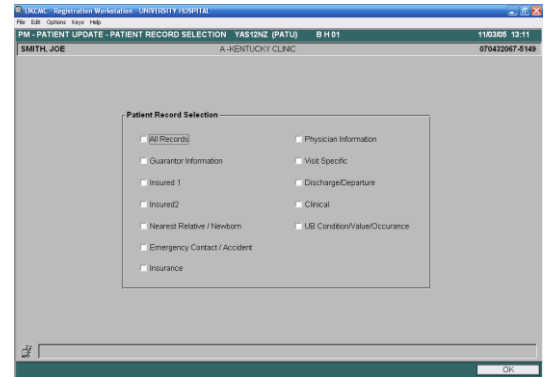 UKCMC - Registration Workstation - UNIVERSITY HOSPITAL
File Edit Options Keys Help
PM - PATIENT UPDATE - PATIENT RECORD SELECTION YAS12NZ (PATU) B H 01 11/03/05 13:11
SMITH, JOE A -KENTUCKY CLINIC 070432067-5149
Patient Record Selection
All Records Physician Information
Guarantor Information Visit Specific
Insured 1 Discharge/Departure
Insured2 Clinical
Nearest Relative / Newborn UB Condition/Value/Occurance
Emergency Contact / Accident
Insurance
OK